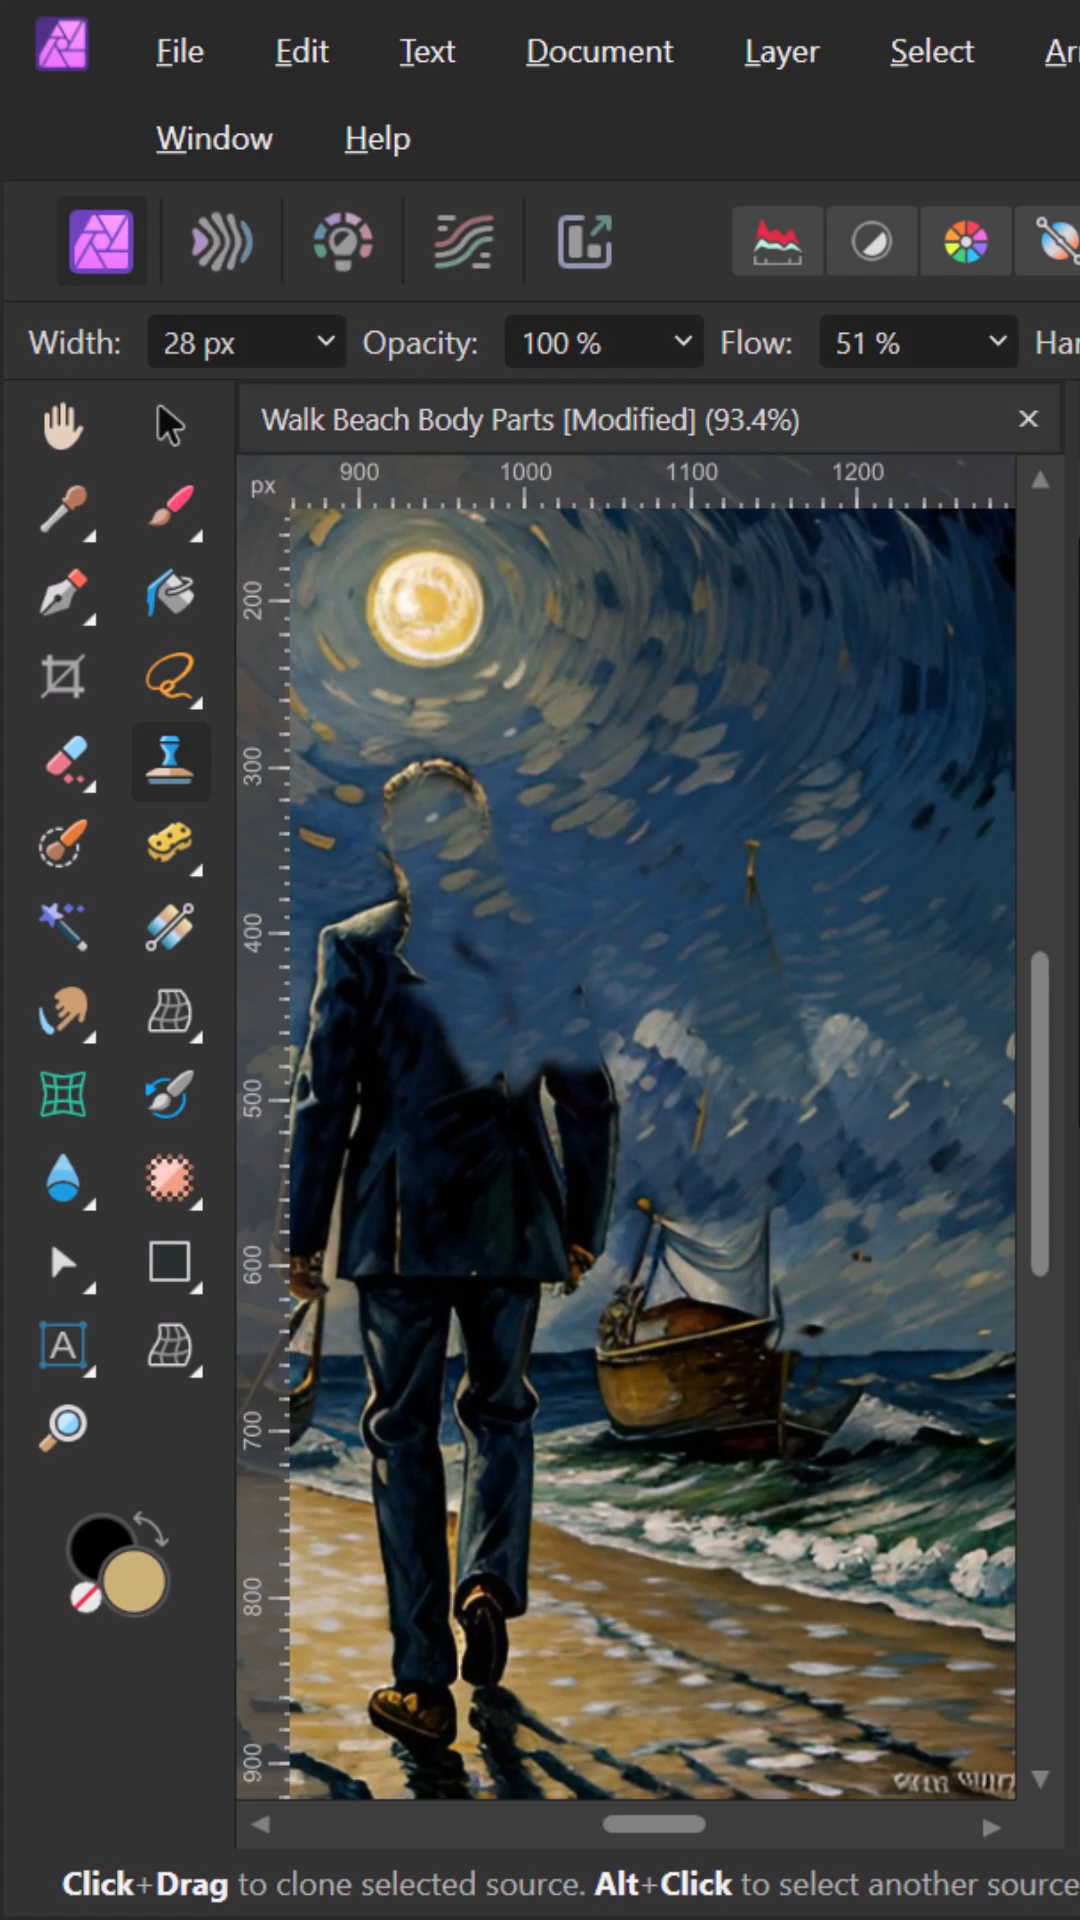 File Edit Text Document Layer Select
Window Help
Width: 28 px Opacity: 100 % Flow: 51 %
Walk Beach Body Parts [Modified] (93.4%)
px 900 1000 1100 1200
200
300
400
500
600
700
800
900
A
Click+Drag to clone selected source. Alt+Click to select another source